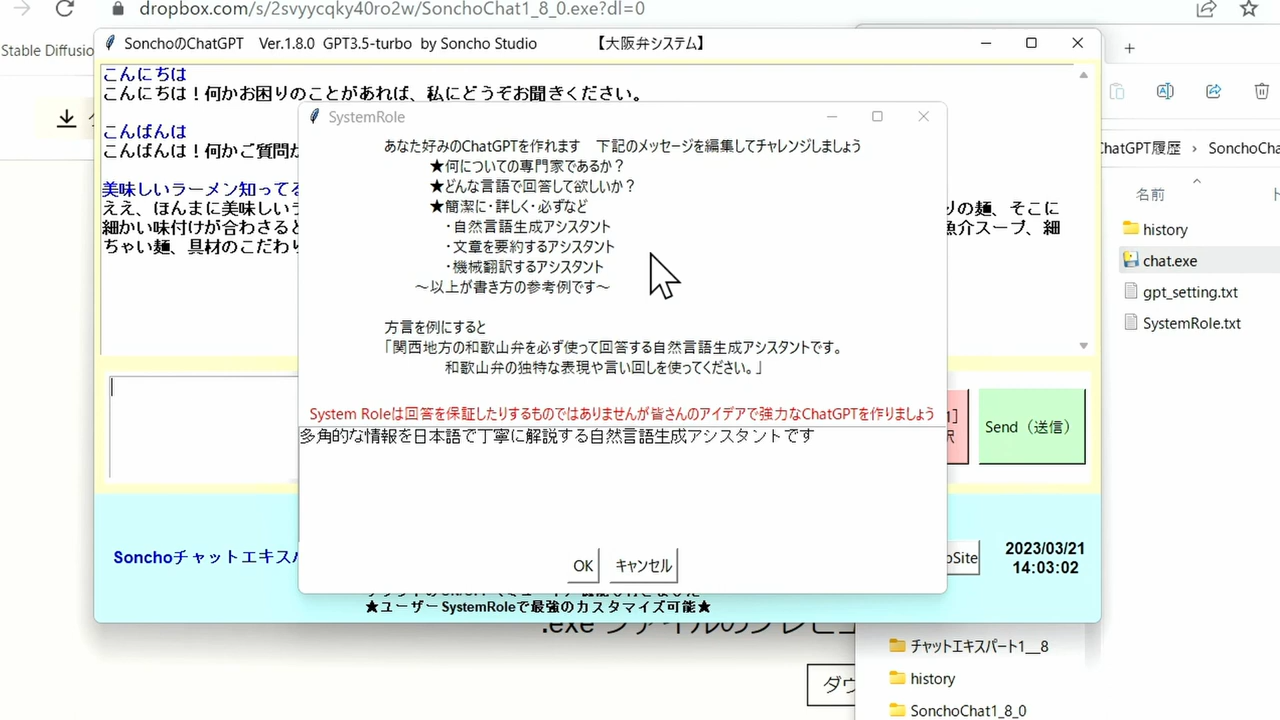 dropbox.com/s/2svyycqky40ro2w/SonchoChat1_8_0.exe?dl=0
Stable Diffusio
SonchoのChatGPT Ver.1.8.0 GPT3.5-turbo by Soncho Studio 【大阪弁システム】
こんにちは
こんにちは！何かお困りのことがあれば、私にどうぞお聞きください。
こんばんは
こんばんは！何かご質問が
美味しいラーメン知ってる
ええ、ほんまに美味しいラ
りの麺、そこに
細かい味付けが合わさると
魚介スープ、細
ちゃい麺、具材のこだわり
SystemRole
あなた好みのChatGPTを作れます 下記のメッセージを編集してチャレンジしましょう
★何についての専門家であるか？
★どんな言語で回答して欲しいか？
★簡潔に・詳しく・必ずなど
・自然言語生成アシスタント
・文章を要約するアシスタント
・機械翻訳するアシスタント
～以上が書き方の参考例です～
方言を例にすると
「関西地方の和歌山弁を必ず使って回答する自然言語生成アシスタントです。
和歌山弁の独特な表現や言い回しを使ってください。」
System Roleは回答を保証したりするものではありませんが皆さんのアイデアで強力なChatGPTを作りましょう
多角的な情報を日本語で丁寧に解説する自然言語生成アシスタントです
OK キャンセル
Send（送信）
Sonchoチャットエキスパ
oSite
2023/03/21
14:03:02
★ユーザーSystemRoleで最強のカスタマイズ可能★
.exe ファイルのプレビュ
ダウ
ChatGPT履歴 › SonchoCha
名前
history
chat.exe
gpt_setting.txt
SystemRole.txt
チャットエキスパート1__8
history
SonchoChat1_8_0